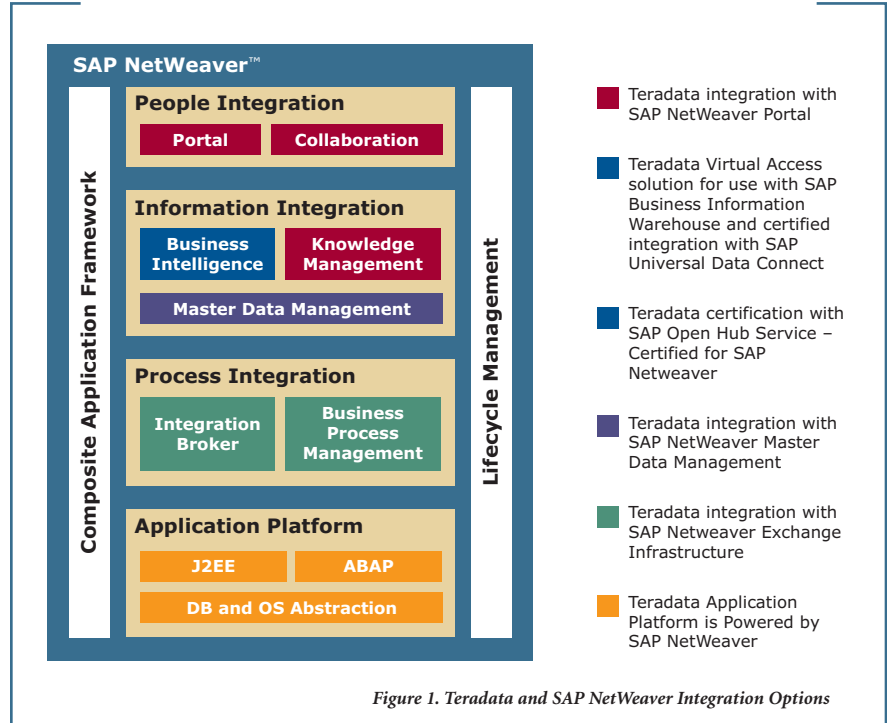 SAP NetWeaver™
Composite Application Framework
People Integration
Portal
Collaboration
Information Integration
Business
Intelligence
Knowledge
Management
Master Data Management
Process Integration
Integration
Broker
Business
Process
Management
Application Platform
J2EE
ABAP
DB and OS Abstraction
Lifecycle Management
Teradata integration with
SAP NetWeaver Portal
Teradata Virtual Access
solution for use with SAP
Business Information
Warehouse and certified
integration with SAP
Universal Data Connect
Teradata certification with
SAP Open Hub Service –
Certified for SAP
Netweaver
Teradata integration with
SAP NetWeaver Master
Data Management
Teradata integration with
SAP Netweaver Exchange
Infrastructure
Teradata Application
Platform is Powered by
SAP NetWeaver
Figure 1. Teradata and SAP NetWeaver Integration Options